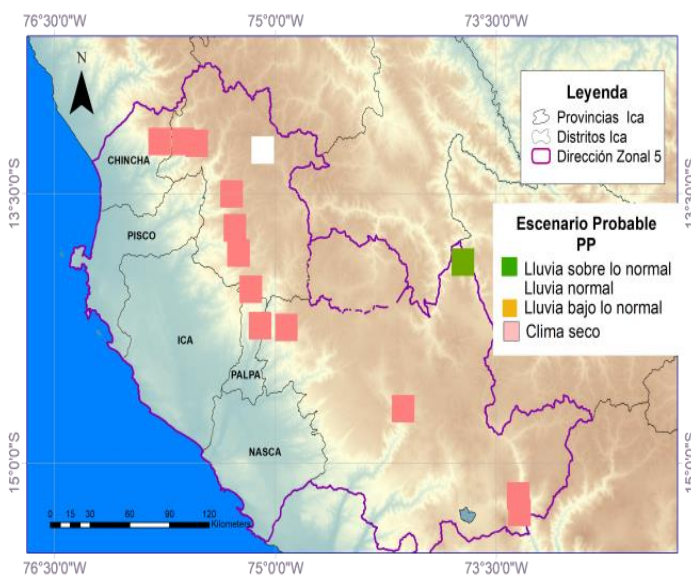 76°30'0"W 75°00'0"W 73°30'0"W
N
Leyenda
Provincias Ica
Distritos Ica
Dirección Zonal 5
CHINCHA
13°30'0"S
13°30'0"S
PISCO
Escenario Probable
PP
Lluvia sobre lo normal
Lluvia normal
Lluvia bajo lo normal
Clima seco
ICA
PALPA
NASCA
15°0'0"S
15°0'0"S
0 15 30 60 90 120
Kilometers
76°30'0"W 75°00'0"W 73°30'0"W